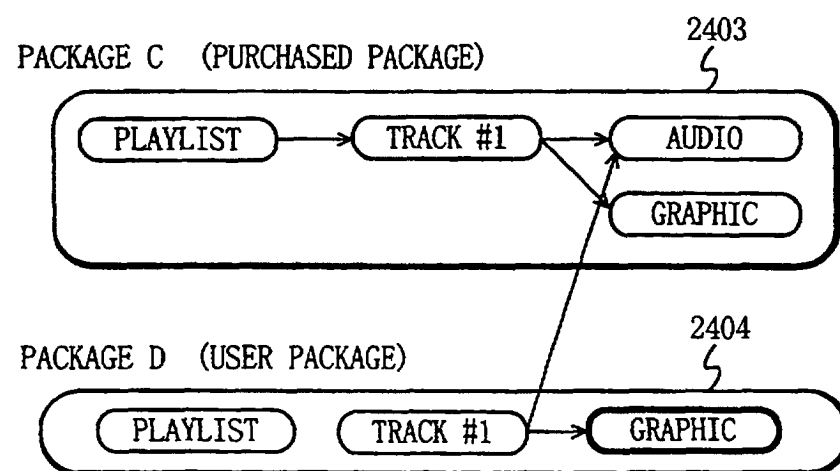 2403
PACKAGE C (PURCHASED PACKAGE)
PLAYLIST TRACK #1 AUDIO
GRAPHIC
2404
PACKAGE D (USER PACKAGE)
PLAYLIST TRACK #1 GRAPHIC